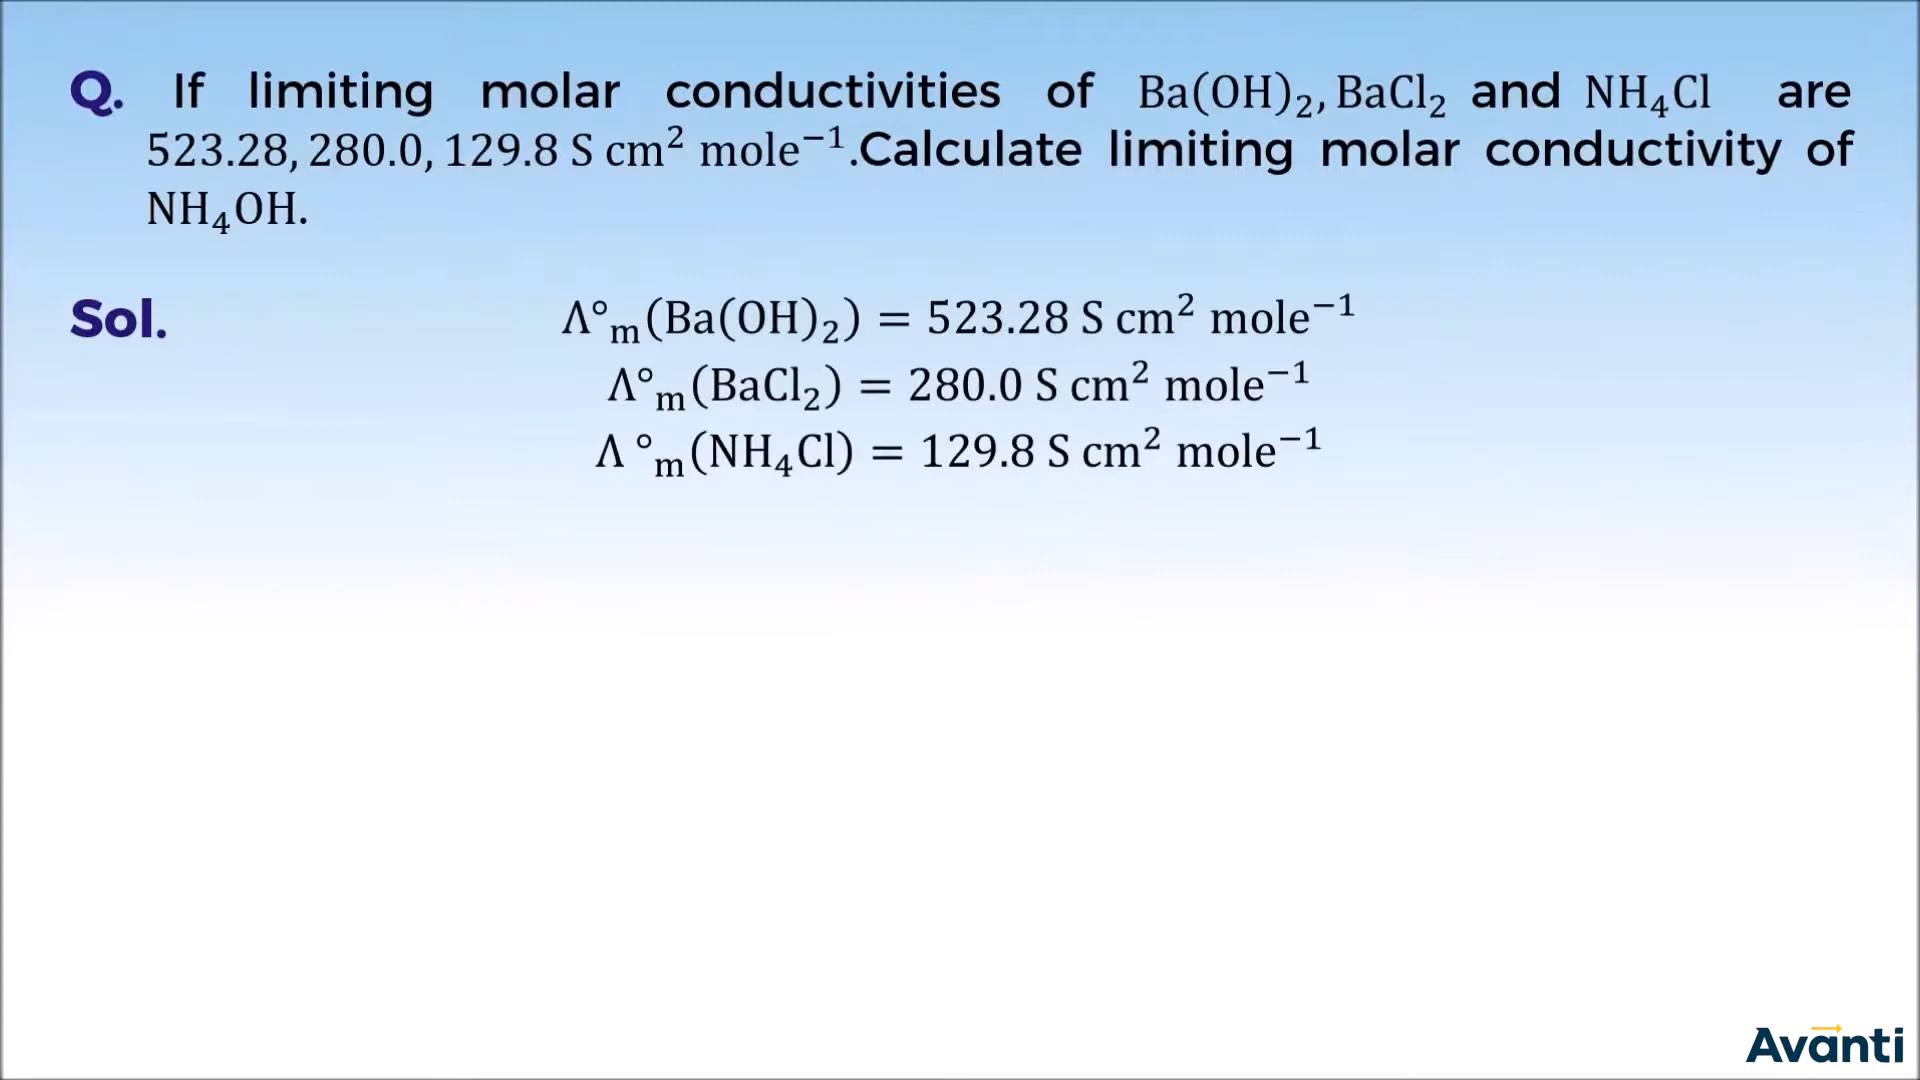 Q. If limiting molar conductivities of Ba(OH)₂, BaCl₂ and NH₄Cl are
523.28, 280.0, 129.8 S cm² mole⁻¹.Calculate limiting molar conductivity of
NH₄OH.
Sol. Λ°ₘ(Ba(OH)₂) = 523.28 S cm² mole⁻¹
Λ°ₘ(BaCl₂) = 280.0 S cm² mole⁻¹
Λ °ₘ(NH₄Cl) = 129.8 S cm² mole⁻¹
Avanti